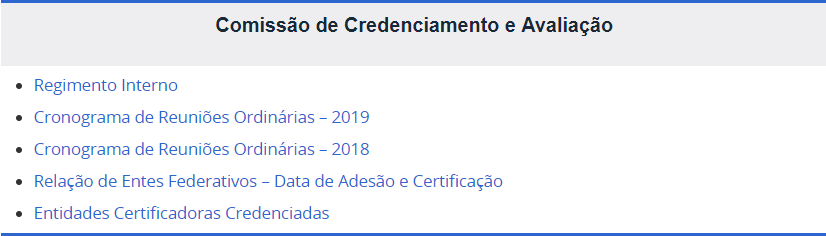 Comissão de Credenciamento e Avaliação
Regimento Interno
Cronograma de Reuniões Ordinárias – 2019
Cronograma de Reuniões Ordinárias – 2018
Relação de Entes Federativos – Data de Adesão e Certificação
Entidades Certificadoras Credenciadas